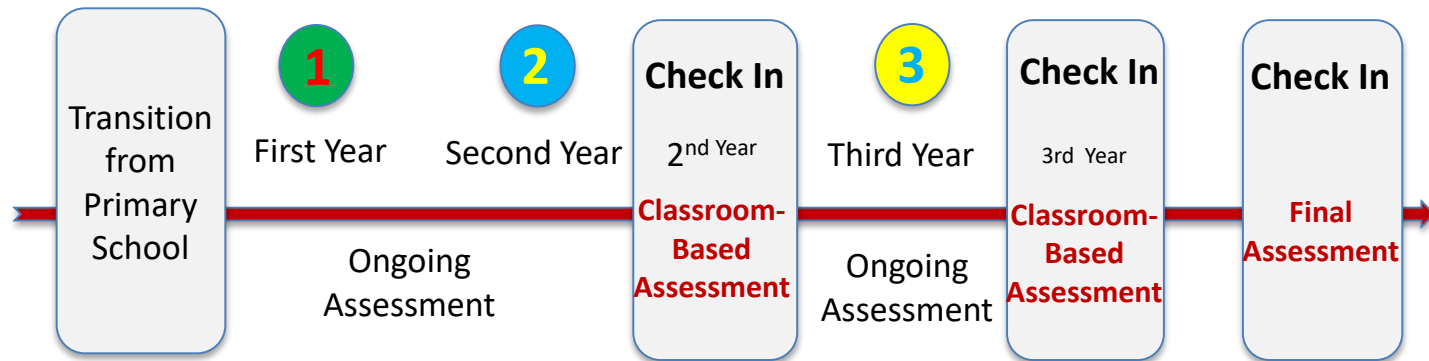 Transition
from
Primary
School
1
First Year
2
Second Year
Ongoing
Assessment
Check In
2nd Year
Classroom-
Based
Assessment
3
Third Year
Ongoing
Assessment
Check In
3rd Year
Classroom-
Based
Assessment
Check In
Final
Assessment